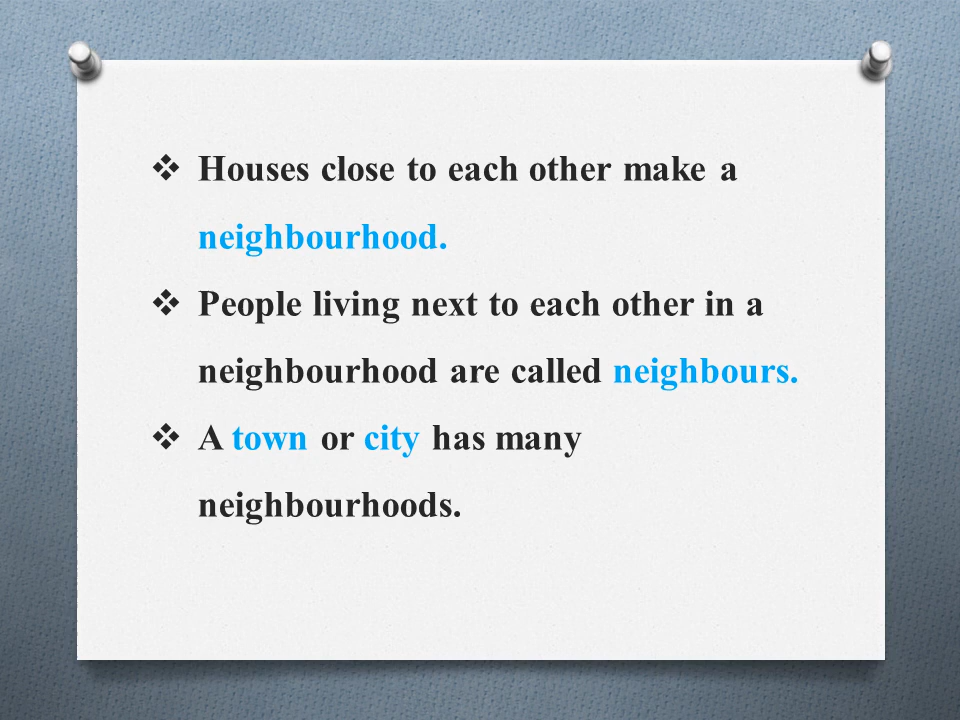 ❖ Houses close to each other make a
neighbourhood.
❖ People living next to each other in a
neighbourhood are called neighbours.
❖ A town or city has many
neighbourhoods.